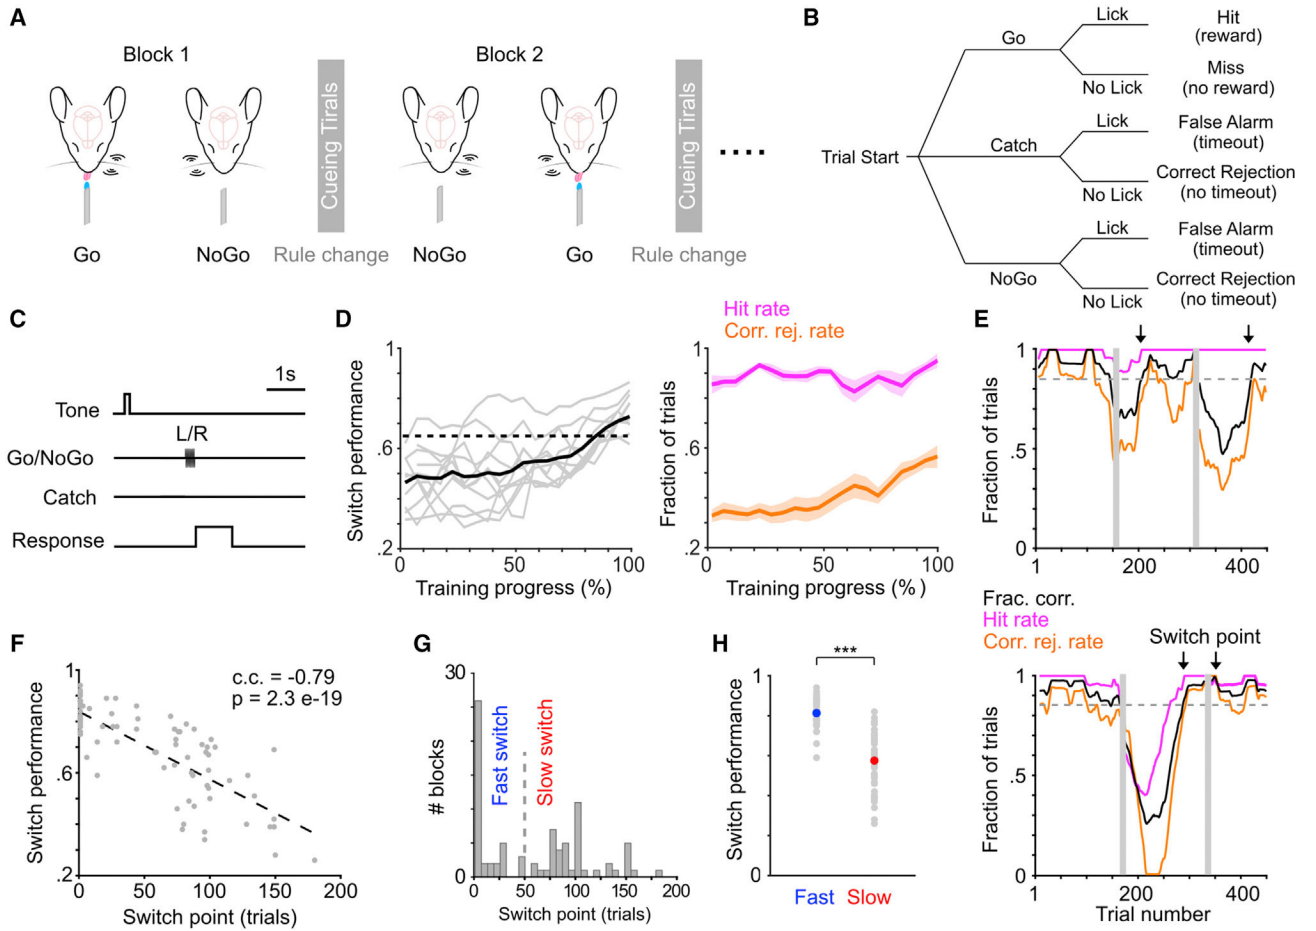 A
Block 1
Block 2
Cueing Tirals
Cueing Tirals
....
Go
NoGo
Rule change
NoGo
Go
Rule change
B
Trial Start
Go
Lick
Hit
(reward)
No Lick
Miss
(no reward)
Catch
Lick
False Alarm
(timeout)
No Lick
Correct Rejection
(no timeout)
NoGo
Lick
False Alarm
(timeout)
No Lick
Correct Rejection
(no timeout)
C
1s
Tone
L/R
Go/NoGo
Catch
Response
D
Switch performance
1
.6
.2
0
50
100
Training progress (%)
Hit rate
Corr. rej. rate
Fraction of trials
1
.6
.2
0
50
100
Training progress (%)
E
Fraction of trials
1
.5
0
1
200
400
Frac. corr.
Hit rate
Corr. rej. rate
Switch point
Fraction of trials
1
.5
0
1
200
400
Trial number
F
c.c. = -0.79
p = 2.3 e-19
Switch performance
1
.6
.2
0
50
100
150
200
Switch point (trials)
G
# blocks
30
0
Fast switch
Slow switch
0
50
100
150
200
Switch point (trials)
H
***
Switch performance
1
0
Fast
Slow